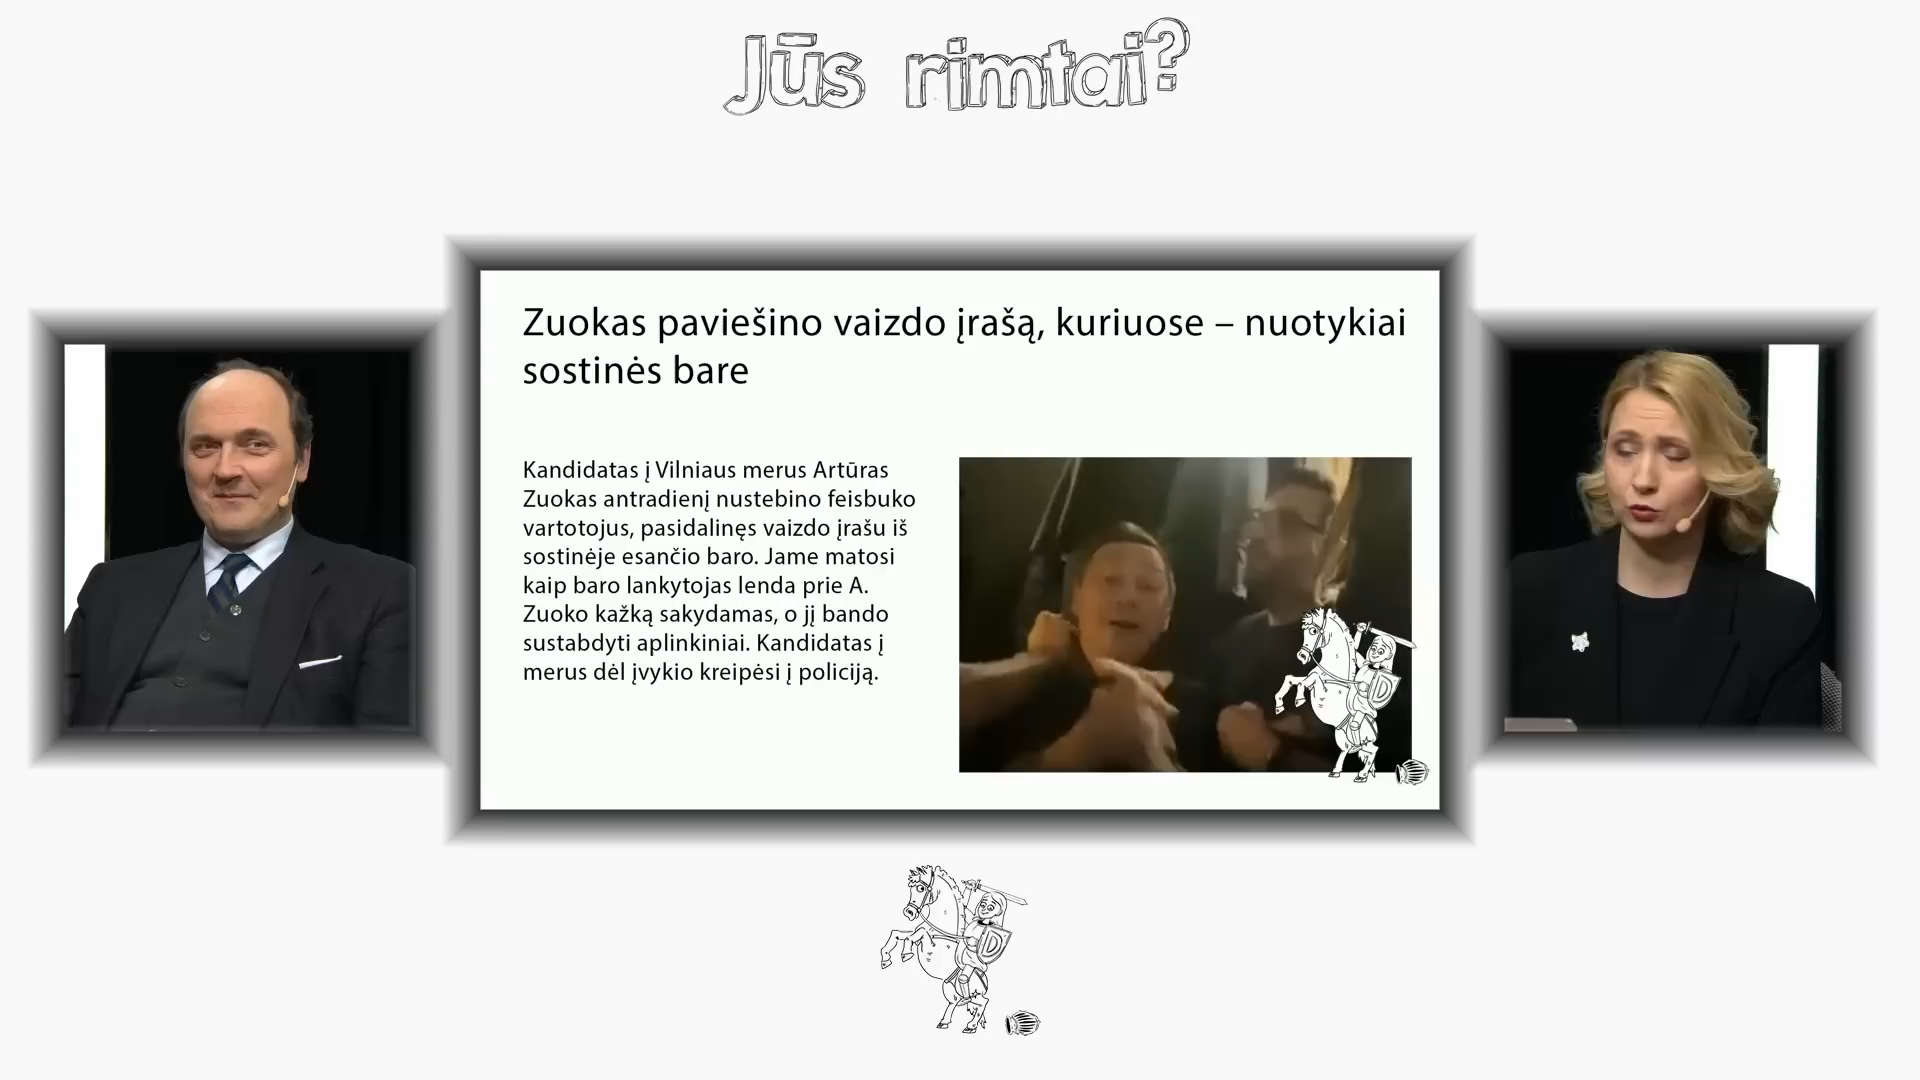 Jūs rimtai?
Zuokas paviešino vaizdo įrašą, kuriuose – nuotykiai
sostinės bare
Kandidatas į Vilniaus merus Artūras
Zuokas antradienį nustebino feisbuko
vartotojus, pasidalinęs vaizdo įrašu iš
sostinėje esančio baro. Jame matosi
kaip baro lankytojas lenda prie A.
Zuoko kažką sakydamas, o jį bando
sustabdyti aplinkiniai. Kandidatas į
merus dėl įvykio kreipėsi į policiją.
D
D